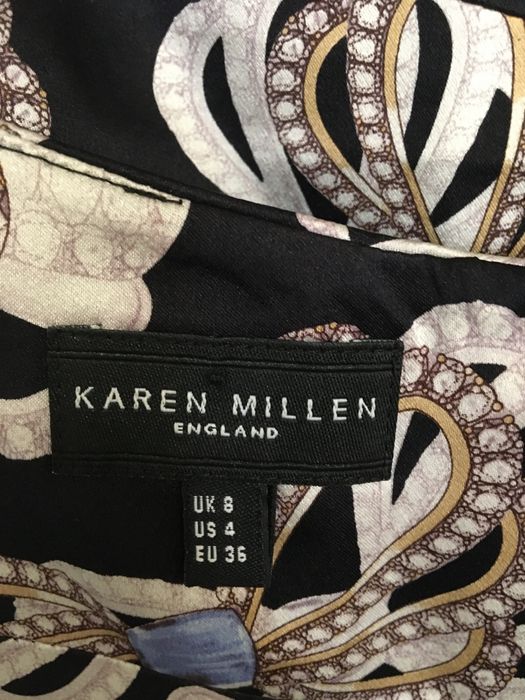 KAREN MILLEN
ENGLAND
UK 8
US 4
EU 36